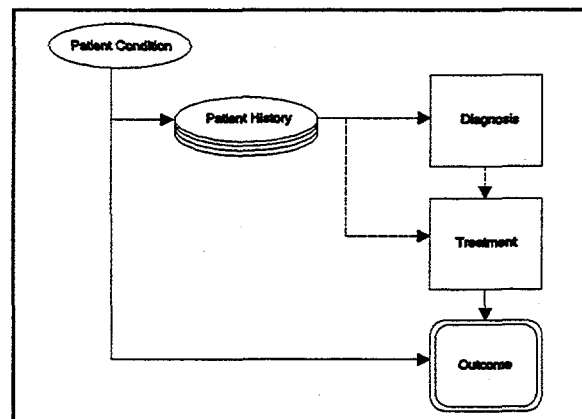 Patient Condition
Patient History
Diagnosis
Treatment
Outcome